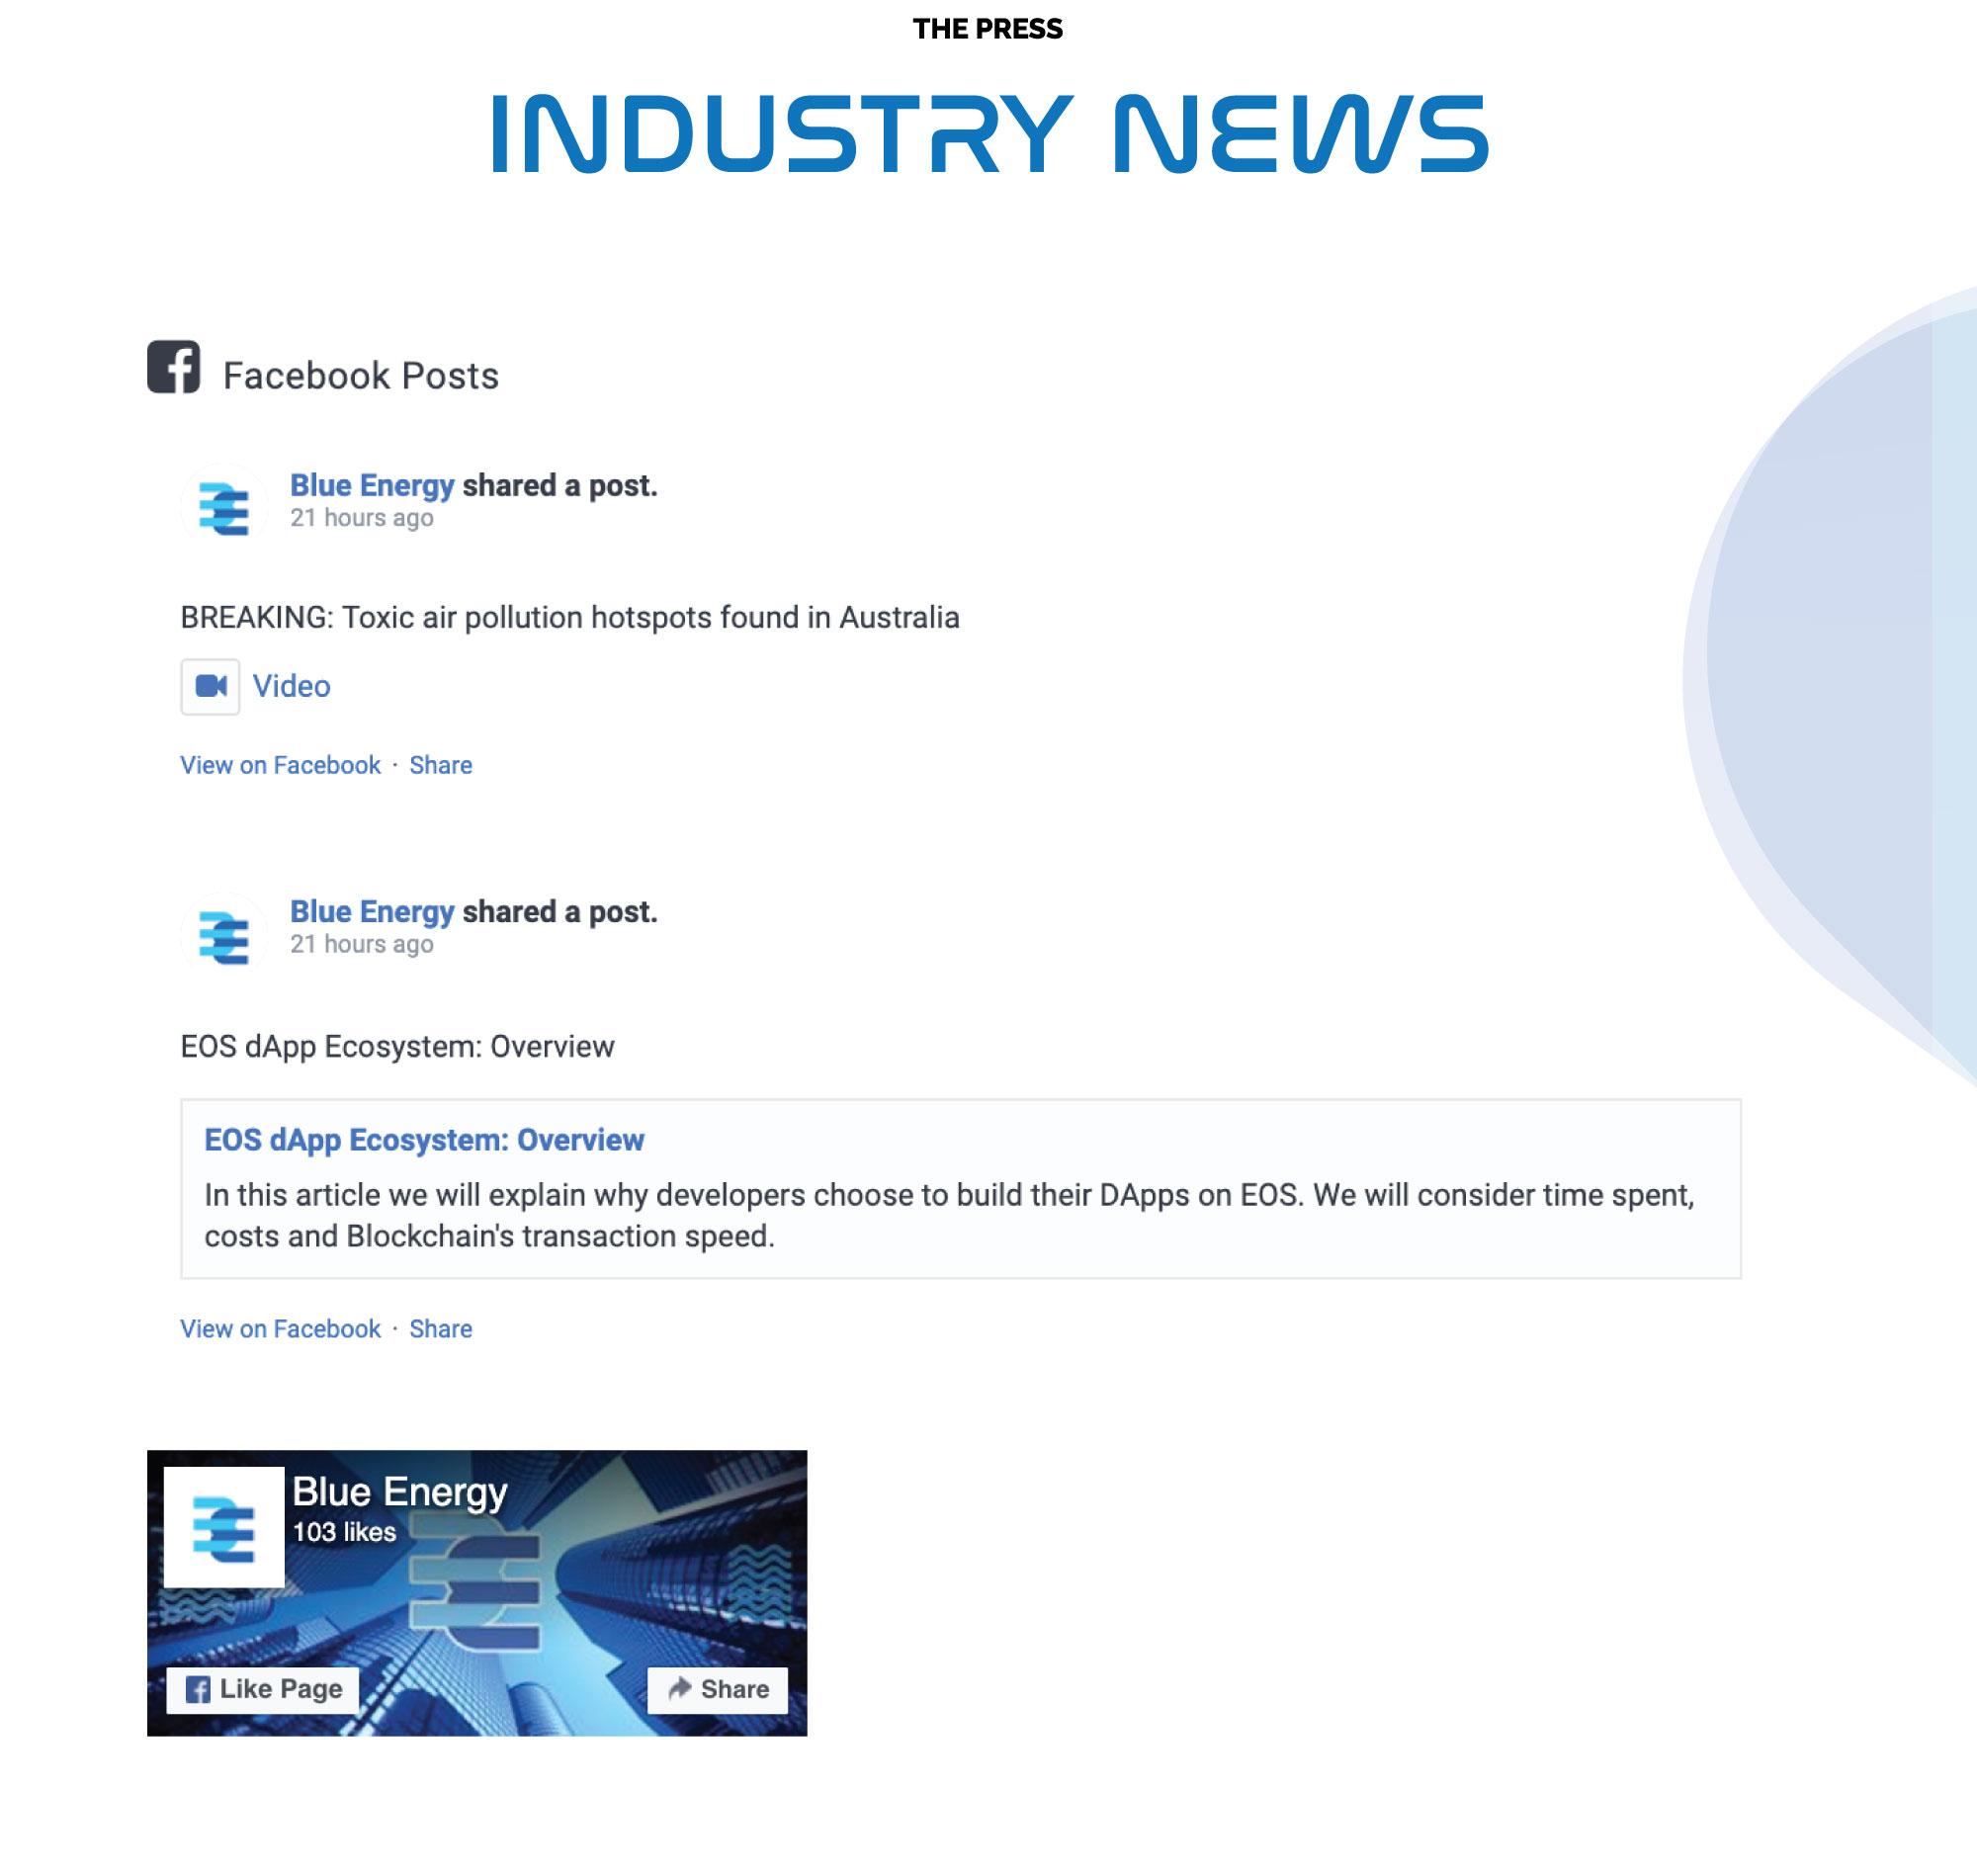 THE PRESS
INDUSTRY NEWS
Facebook Posts
Blue Energy shared a post.
21 hours ago
BREAKING: Toxic air pollution hotspots found in Australia
Video
View on Facebook · Share
Blue Energy shared a post.
21 hours ago
EOS dApp Ecosystem: Overview
EOS dApp Ecosystem: Overview
In this article we will explain why developers choose to build their DApps on EOS. We will consider time spent,
costs and Blockchain's transaction speed.
View on Facebook · Share
Blue Energy
103 likes
Like Page
Share